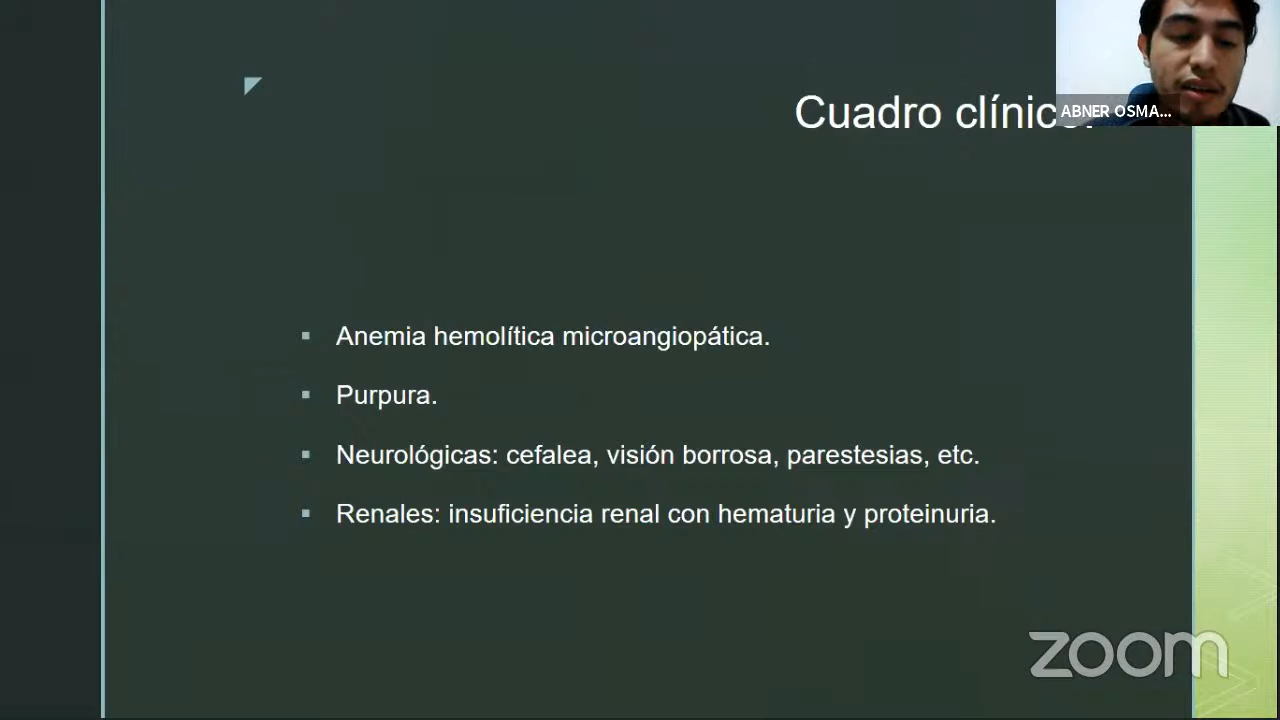 Cuadro clínico.
ABNER OSMA...
▪ Anemia hemolítica microangiopática.
▪ Purpura.
▪ Neurológicas: cefalea, visión borrosa, parestesias, etc.
▪ Renales: insuficiencia renal con hematuria y proteinuria.
zoom